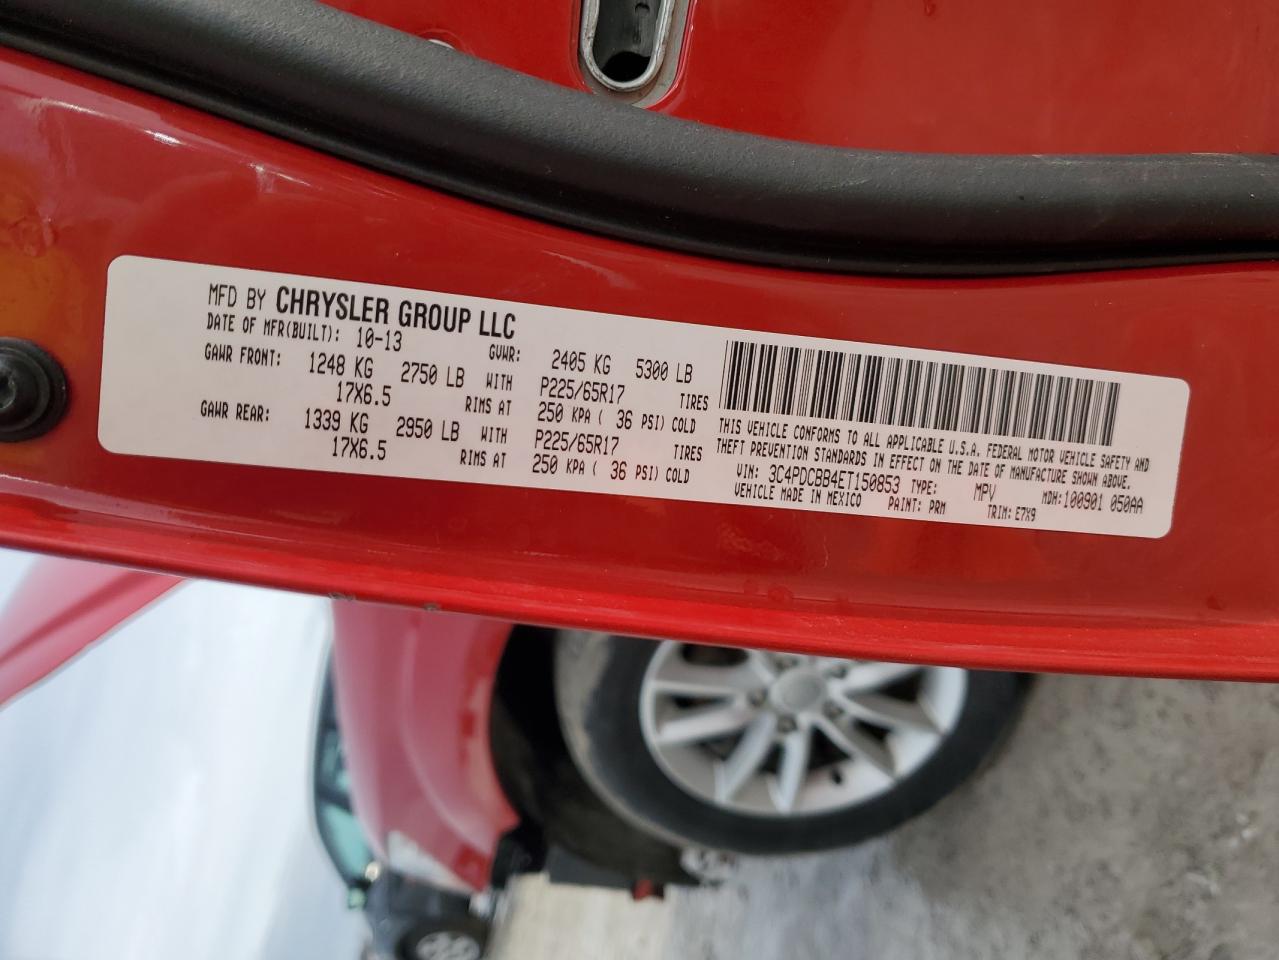 MFD BY CHRYSLER GROUP LLC
DATE OF MFR(BUILT): 10-13 GVWR: 2405 KG 5300 LB
GAWR FRONT: 1248 KG 2750 LB WITH P225/65R17 TIRES
17X6.5 RIMS AT 250 KPA ( 36 PSI) COLD
GAWR REAR: 1339 KG 2950 LB WITH P225/65R17 TIRES
17X6.5 RIMS AT 250 KPA ( 36 PSI) COLD
THIS VEHICLE CONFORMS TO ALL APPLICABLE U.S.A. FEDERAL MOTOR VEHICLE SAFETY AND
THEFT PREVENTION STANDARDS IN EFFECT ON THE DATE OF MANUFACTURE SHOWN ABOVE.
VIN: 3C4PDCBB4ET150853 TYPE: MPV MDH:100901 050AA
VEHICLE MADE IN MEXICO PAINT: PRM TRIM: E7X9